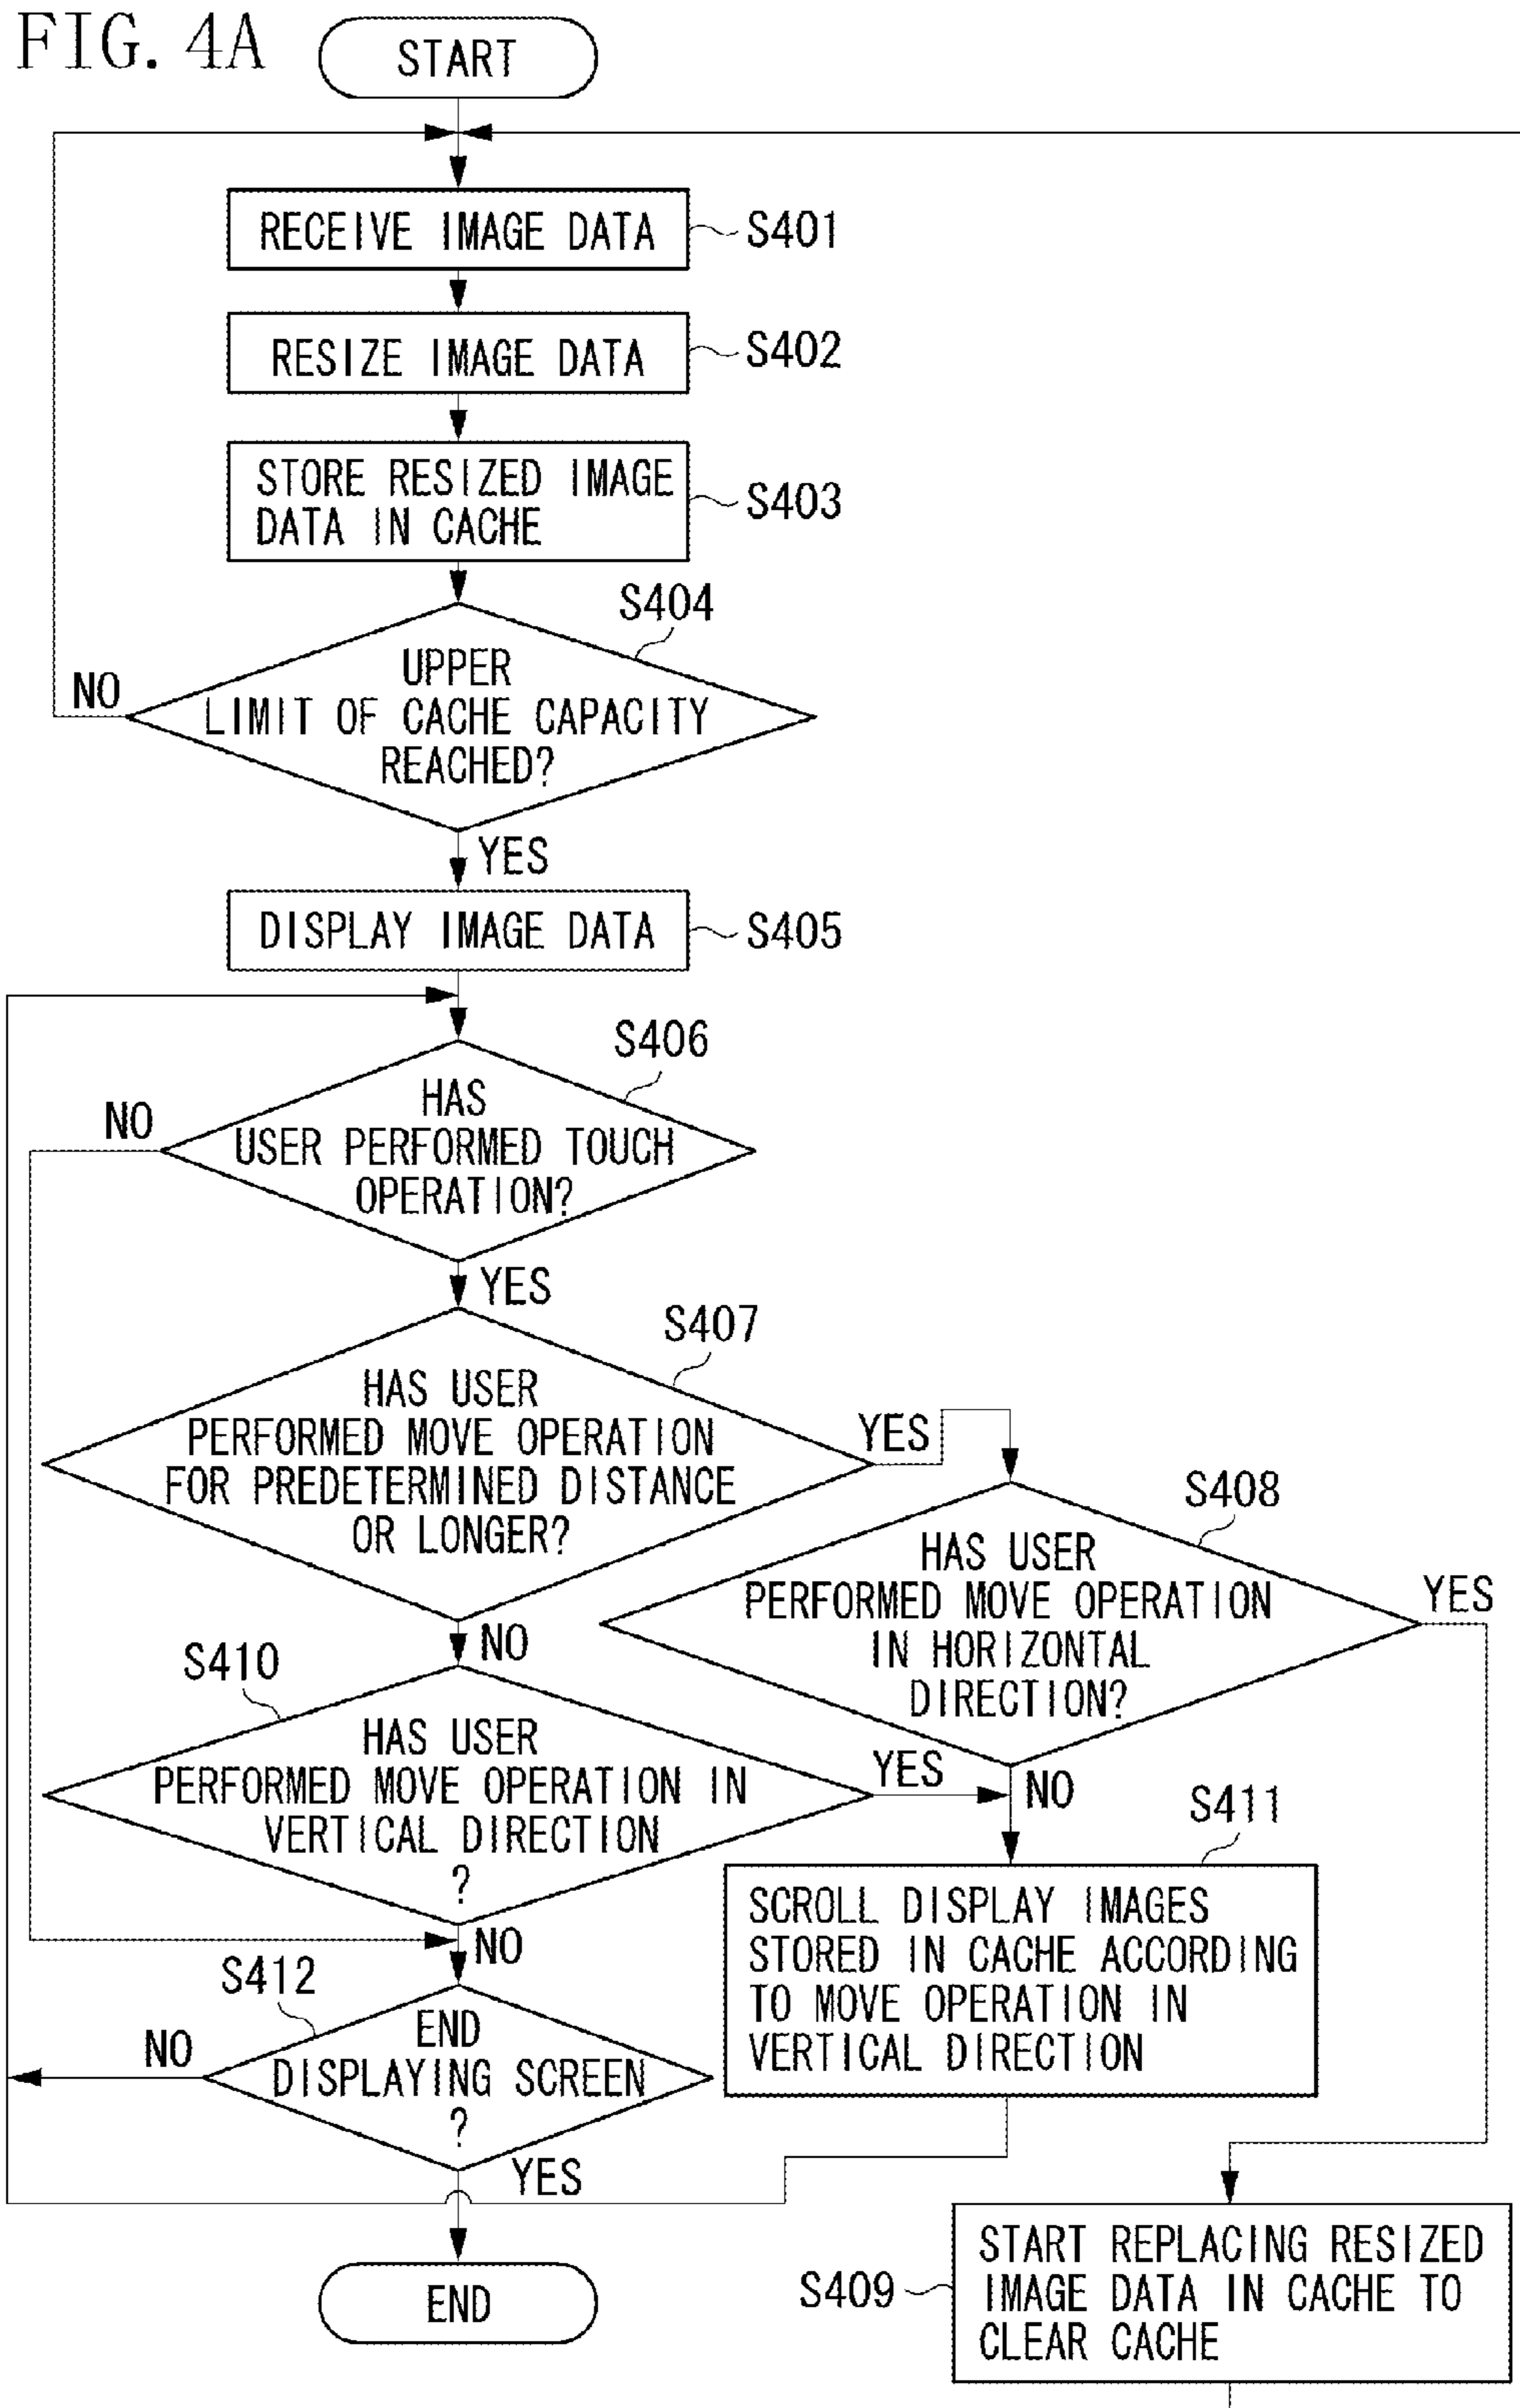 FIG. 4A
START
RECEIVE IMAGE DATA
S401
RESIZE IMAGE DATA
S402
STORE RESIZED IMAGE
DATA IN CACHE
S403
S404
UPPER
LIMIT OF CACHE CAPACITY
REACHED?
NO
YES
DISPLAY IMAGE DATA
S405
S406
HAS
USER PERFORMED TOUCH
OPERATION?
NO
YES
S407
HAS USER
PERFORMED MOVE OPERATION
FOR PREDETERMINED DISTANCE
OR LONGER?
YES
NO
S408
HAS USER
PERFORMED MOVE OPERATION
IN HORIZONTAL
DIRECTION?
YES
NO
S410
HAS USER
PERFORMED MOVE OPERATION IN
VERTICAL DIRECTION
?
YES
NO
S411
SCROLL DISPLAY IMAGES
STORED IN CACHE ACCORDING
TO MOVE OPERATION IN
VERTICAL DIRECTION
S412
END
DISPLAYING SCREEN
?
NO
YES
END
S409
START REPLACING RESIZED
IMAGE DATA IN CACHE TO
CLEAR CACHE